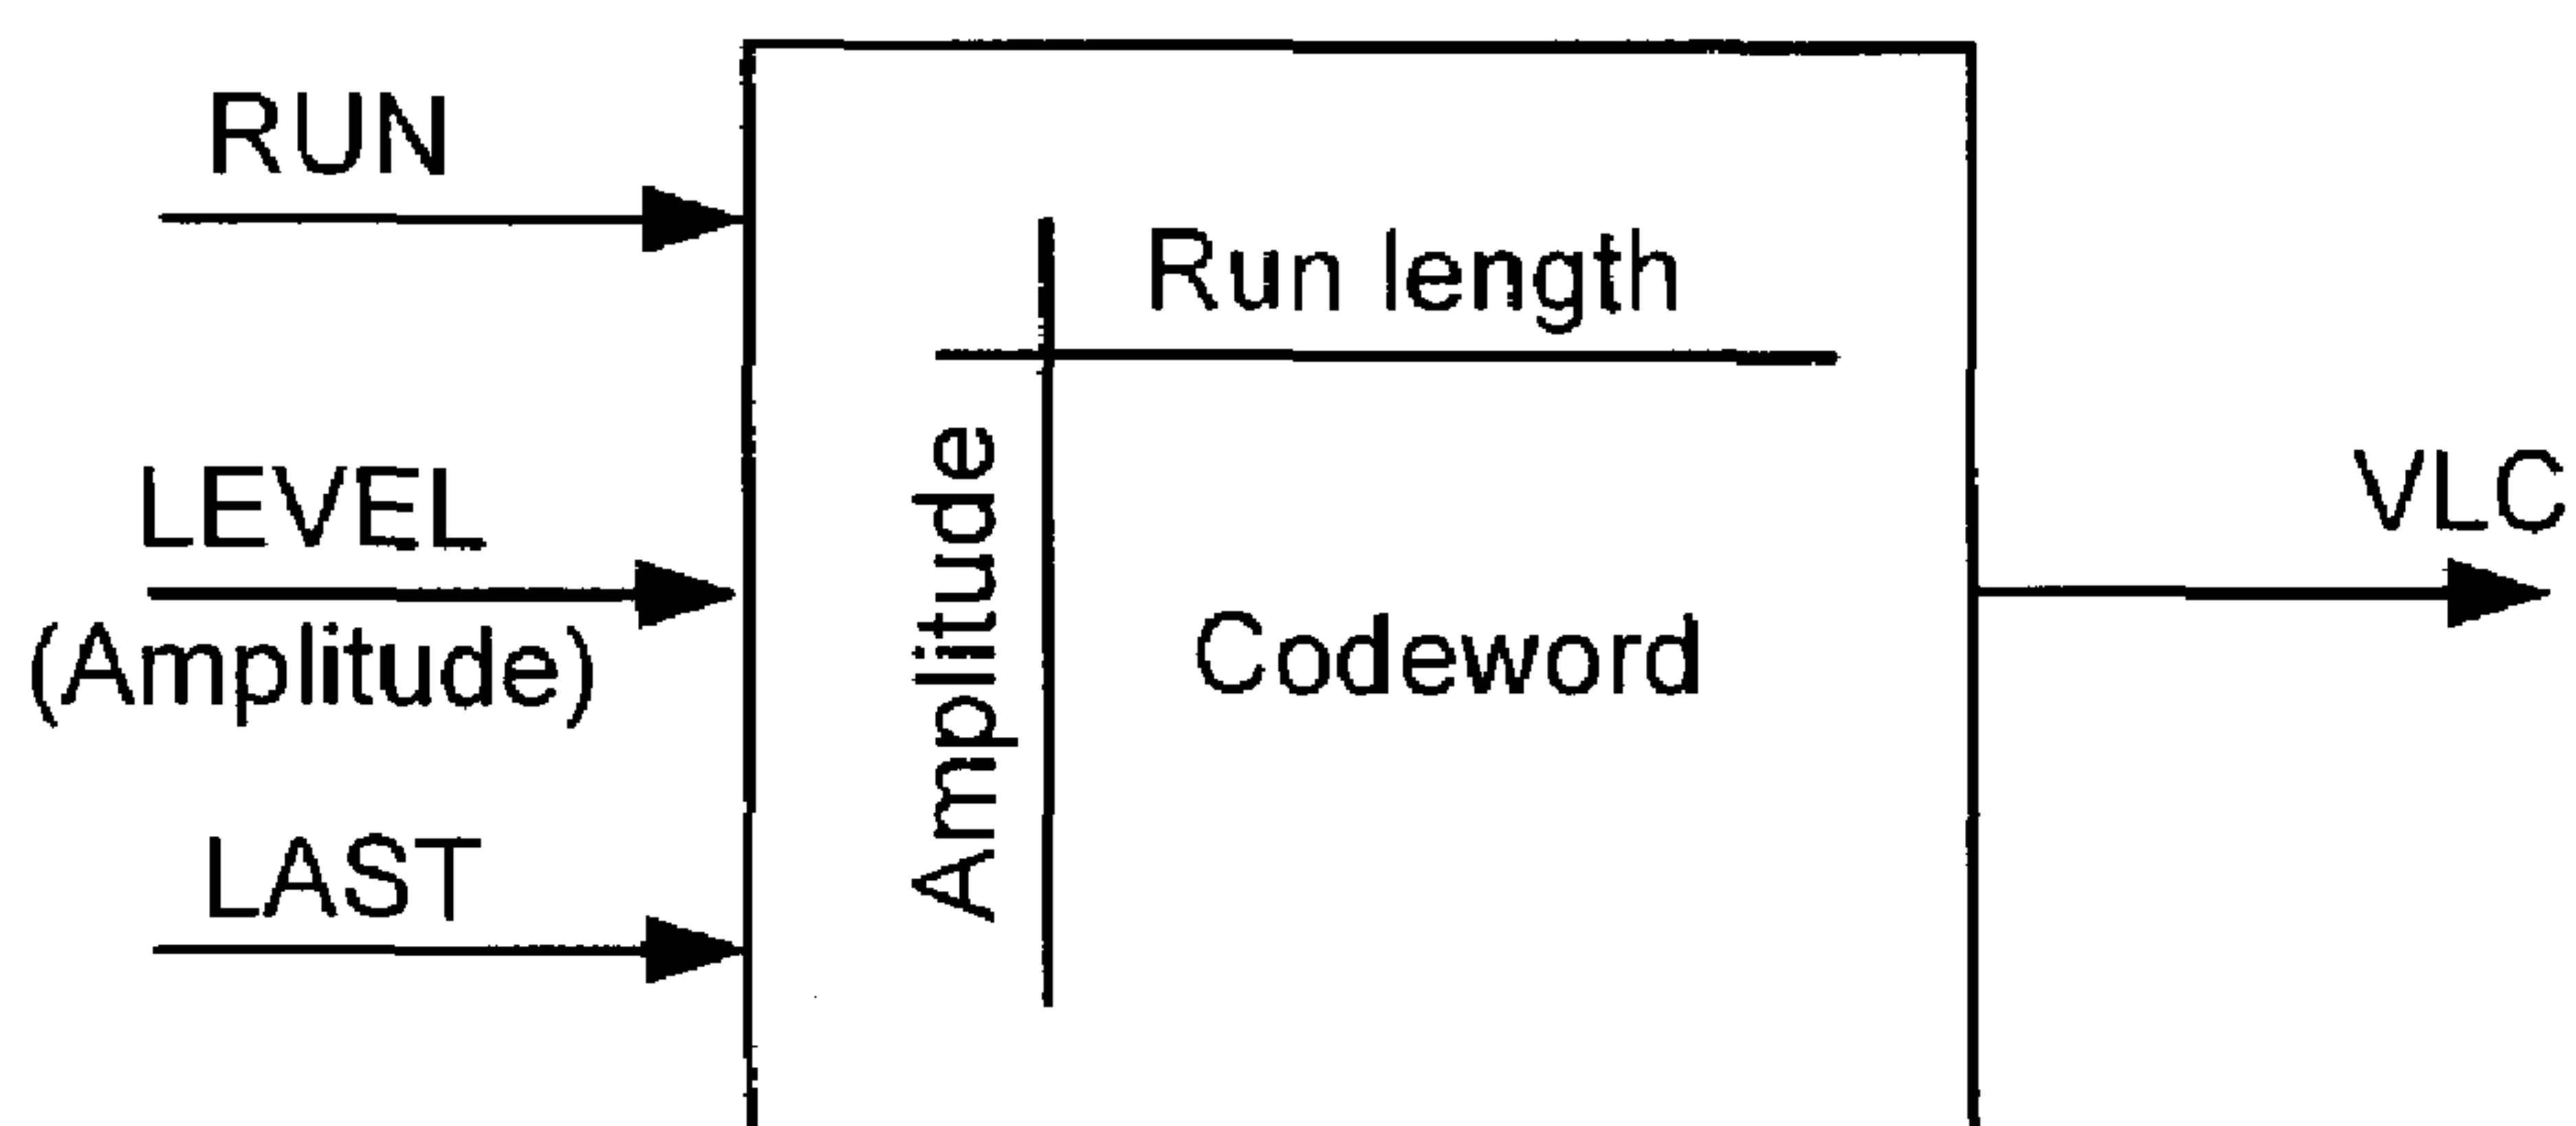 RUN
LEVEL
(Amplitude)
LAST
Run length
Amplitude
Codeword
VLC